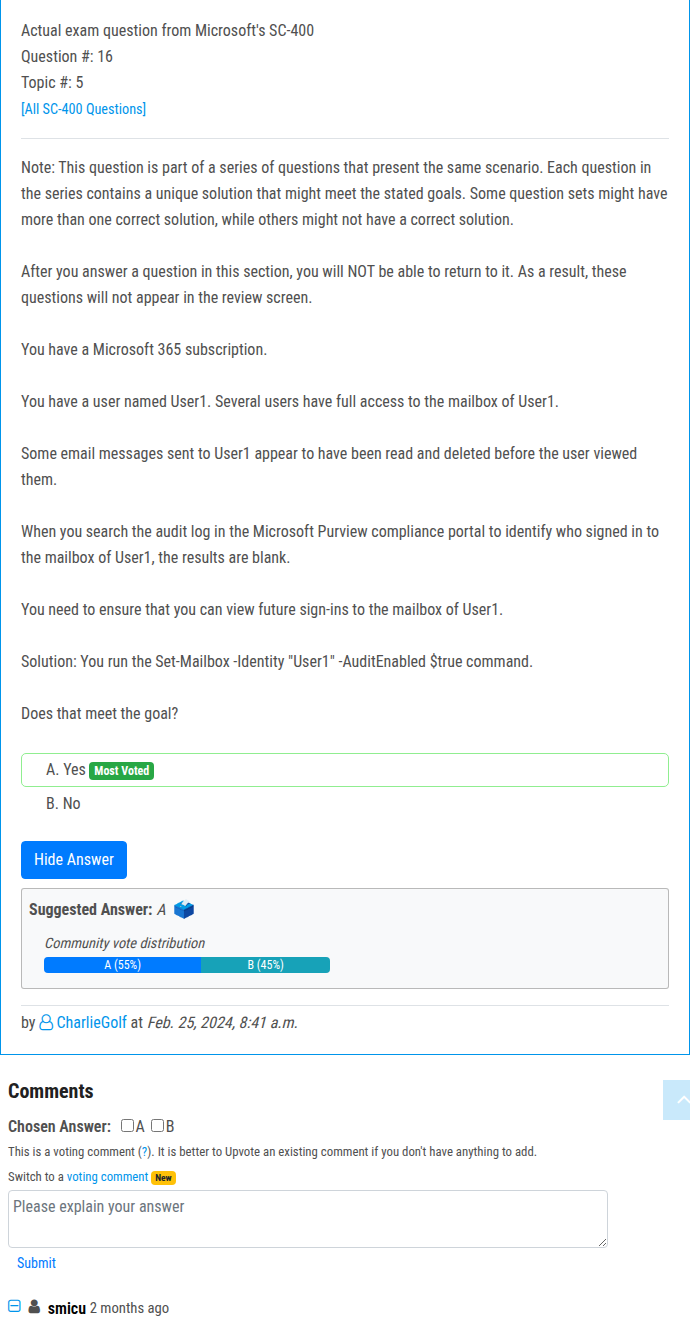 Actual exam question from Microsoft's SC-400
Question #: 16
Topic #: 5
[All SC-400 Questions]
Note: This question is part of a series of questions that present the same scenario. Each question in
the series contains a unique solution that might meet the stated goals. Some question sets might have
more than one correct solution, while others might not have a correct solution.
After you answer a question in this section, you will NOT be able to return to it. As a result, these
questions will not appear in the review screen.
You have a Microsoft 365 subscription.
You have a user named User1. Several users have full access to the mailbox of User1.
Some email messages sent to User1 appear to have been read and deleted before the user viewed
them.
When you search the audit log in the Microsoft Purview compliance portal to identify who signed in to
the mailbox of User1, the results are blank.
You need to ensure that you can view future sign-ins to the mailbox of User1.
Solution: You run the Set-Mailbox -Identity "User1" -AuditEnabled $true command.
Does that meet the goal?
A. Yes Most Voted
B. No
Hide Answer
Suggested Answer: A
Community vote distribution
A (55%) B (45%)
by CharlieGolf at Feb. 25, 2024, 8:41 a.m.
Comments
Chosen Answer: A B
This is a voting comment (?). It is better to Upvote an existing comment if you don't have anything to add.
Switch to a voting comment New
Please explain your answer
Submit
smicu 2 months ago